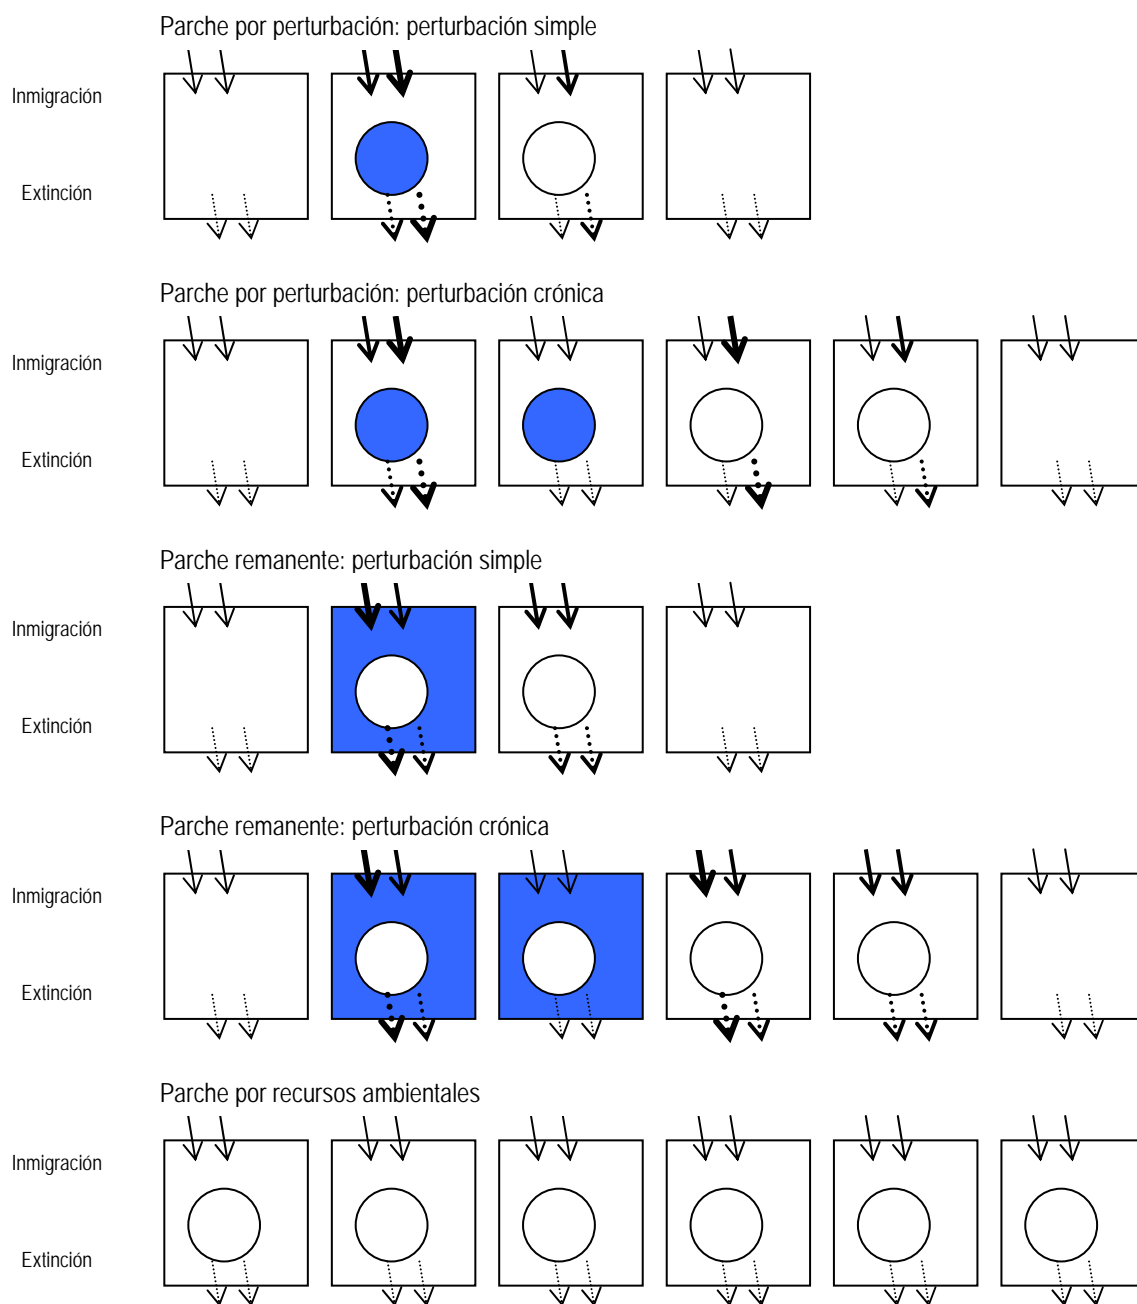 Parche por perturbación: perturbación simple
Inmigración
Extinción
Parche por perturbación: perturbación crónica
Inmigración
Extinción
Parche remanente: perturbación simple
Inmigración
Extinción
Parche remanente: perturbación crónica
Inmigración
Extinción
Parche por recursos ambientales
Inmigración
Extinción